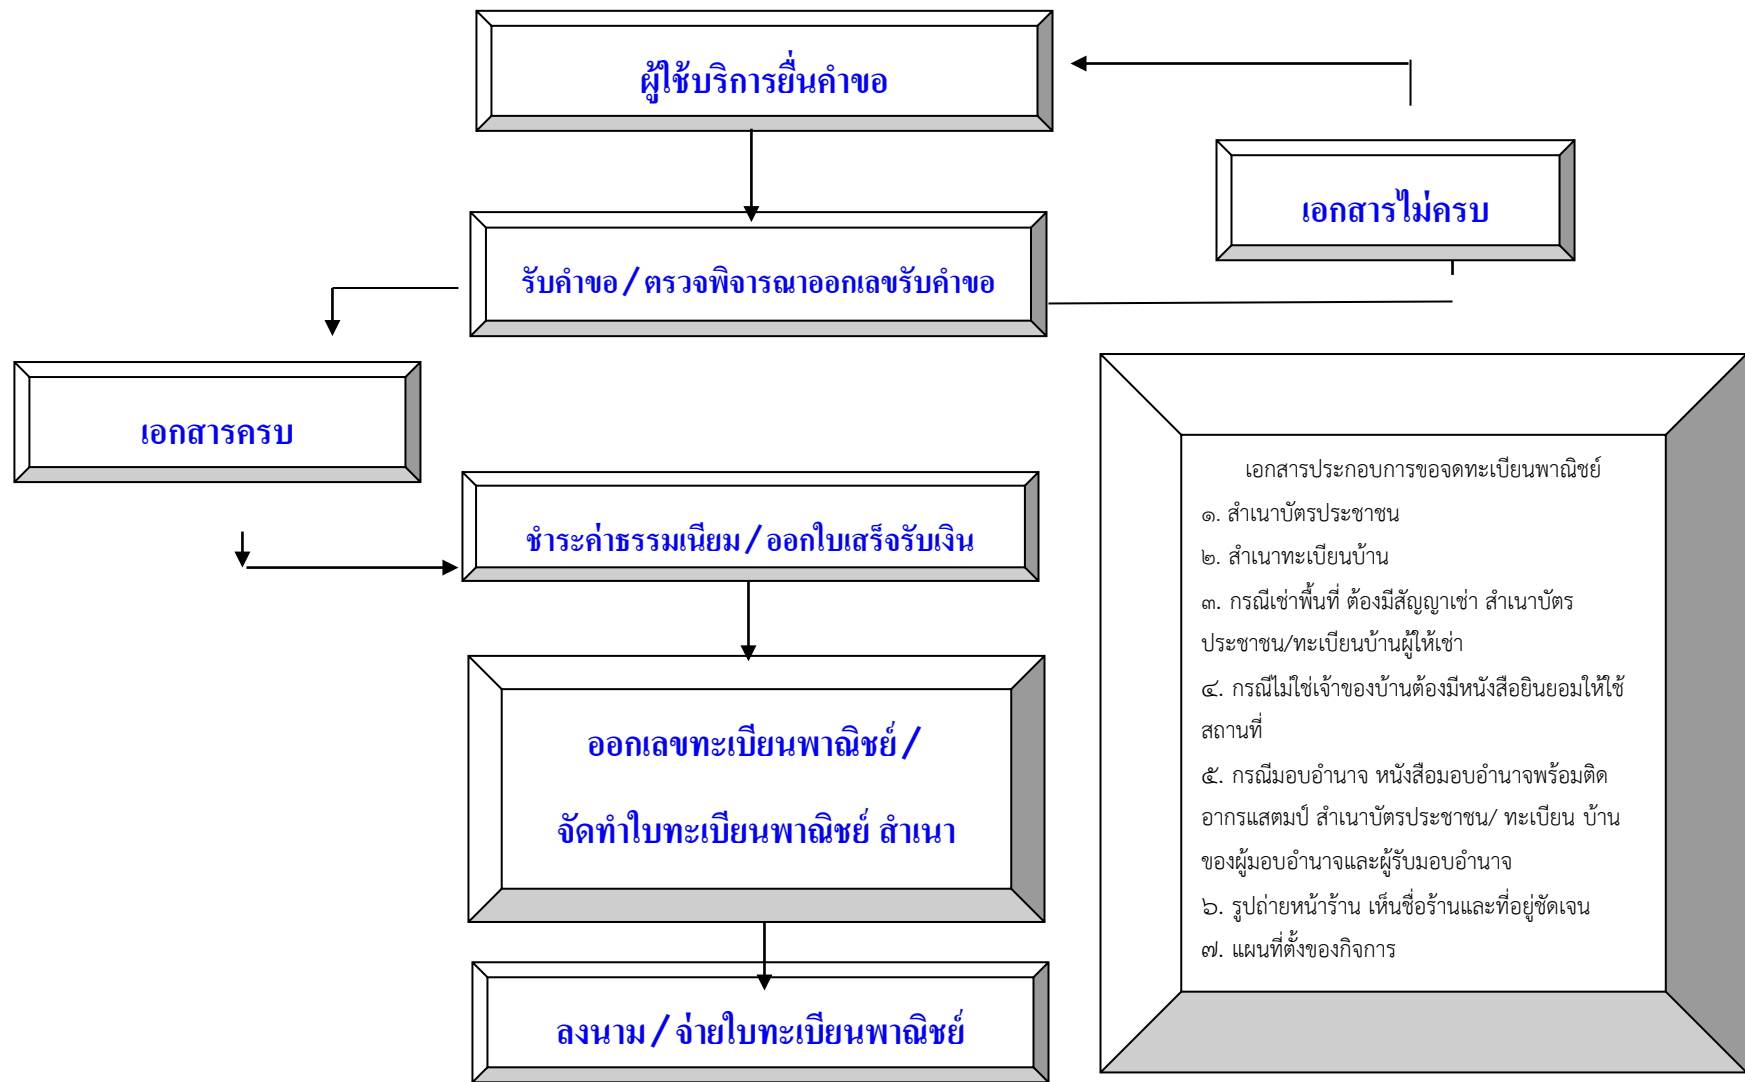 ผู้ใช้บริการยื่นคำขอ
เอกสารไม่ครบ
รับคำขอ / ตรวจพิจารณาออกเลขรับคำขอ
เอกสารครบ
ชำระค่าธรรมเนียม / ออกใบเสร็จรับเงิน
ออกเลขทะเบียนพาณิชย์ /
จัดทำใบทะเบียนพาณิชย์ สำเนา
ลงนาม / จ่ายใบทะเบียนพาณิชย์
เอกสารประกอบการขอจดทะเบียนพาณิชย์
๑. สำเนาบัตรประชาชน
๒. สำเนาทะเบียนบ้าน
๓. กรณีเช่าพื้นที่ ต้องมีสัญญาเช่า สำเนาบัตร
ประชาชน/ทะเบียนบ้านผู้ให้เช่า
๔. กรณีไม่ใช่เจ้าของบ้านต้องมีหนังสือยินยอมให้ใช้
สถานที่
๕. กรณีมอบอำนาจ หนังสือมอบอำนาจพร้อมติด
อากรแสตมป์ สำเนาบัตรประชาชน/ ทะเบียน บ้าน
ของผู้มอบอำนาจและผู้รับมอบอำนาจ
๖. รูปถ่ายหน้าร้าน เห็นชื่อร้านและที่อยู่ชัดเจน
๗. แผนที่ตั้งของกิจการ